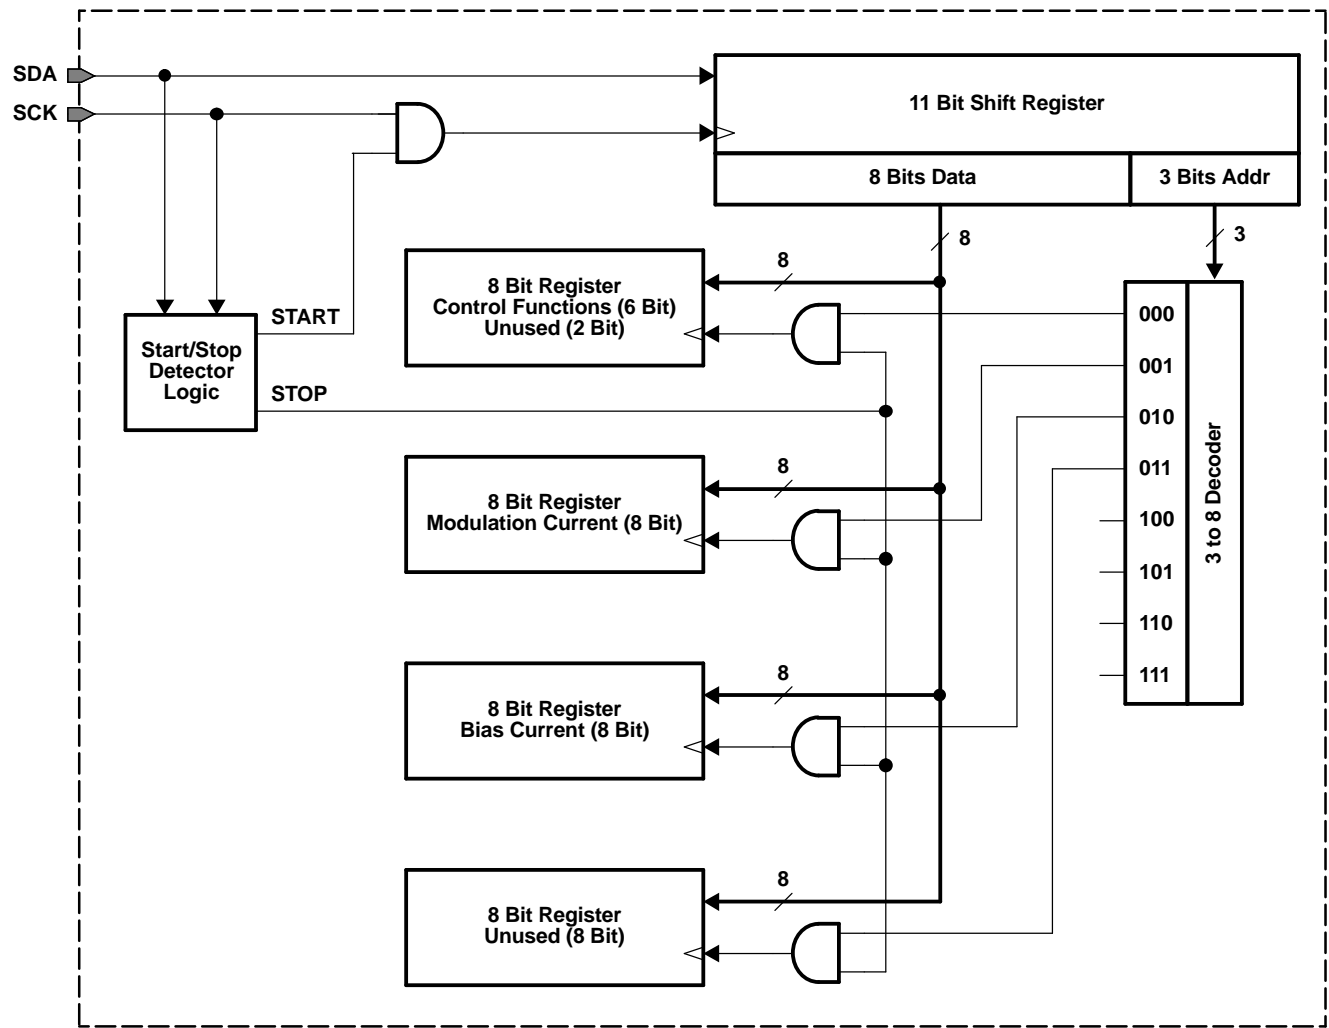 SDA
SCK
11 Bit Shift Register
8 Bits Data
3 Bits Addr
8
3
8
8 Bit Register
Control Functions (6 Bit)
Unused (2 Bit)
START
Start/Stop
Detector
Logic
STOP
000
001
010
011
100
101
110
111
3 to 8 Decoder
8
8 Bit Register
Modulation Current (8 Bit)
8
8 Bit Register
Bias Current (8 Bit)
8
8 Bit Register
Unused (8 Bit)